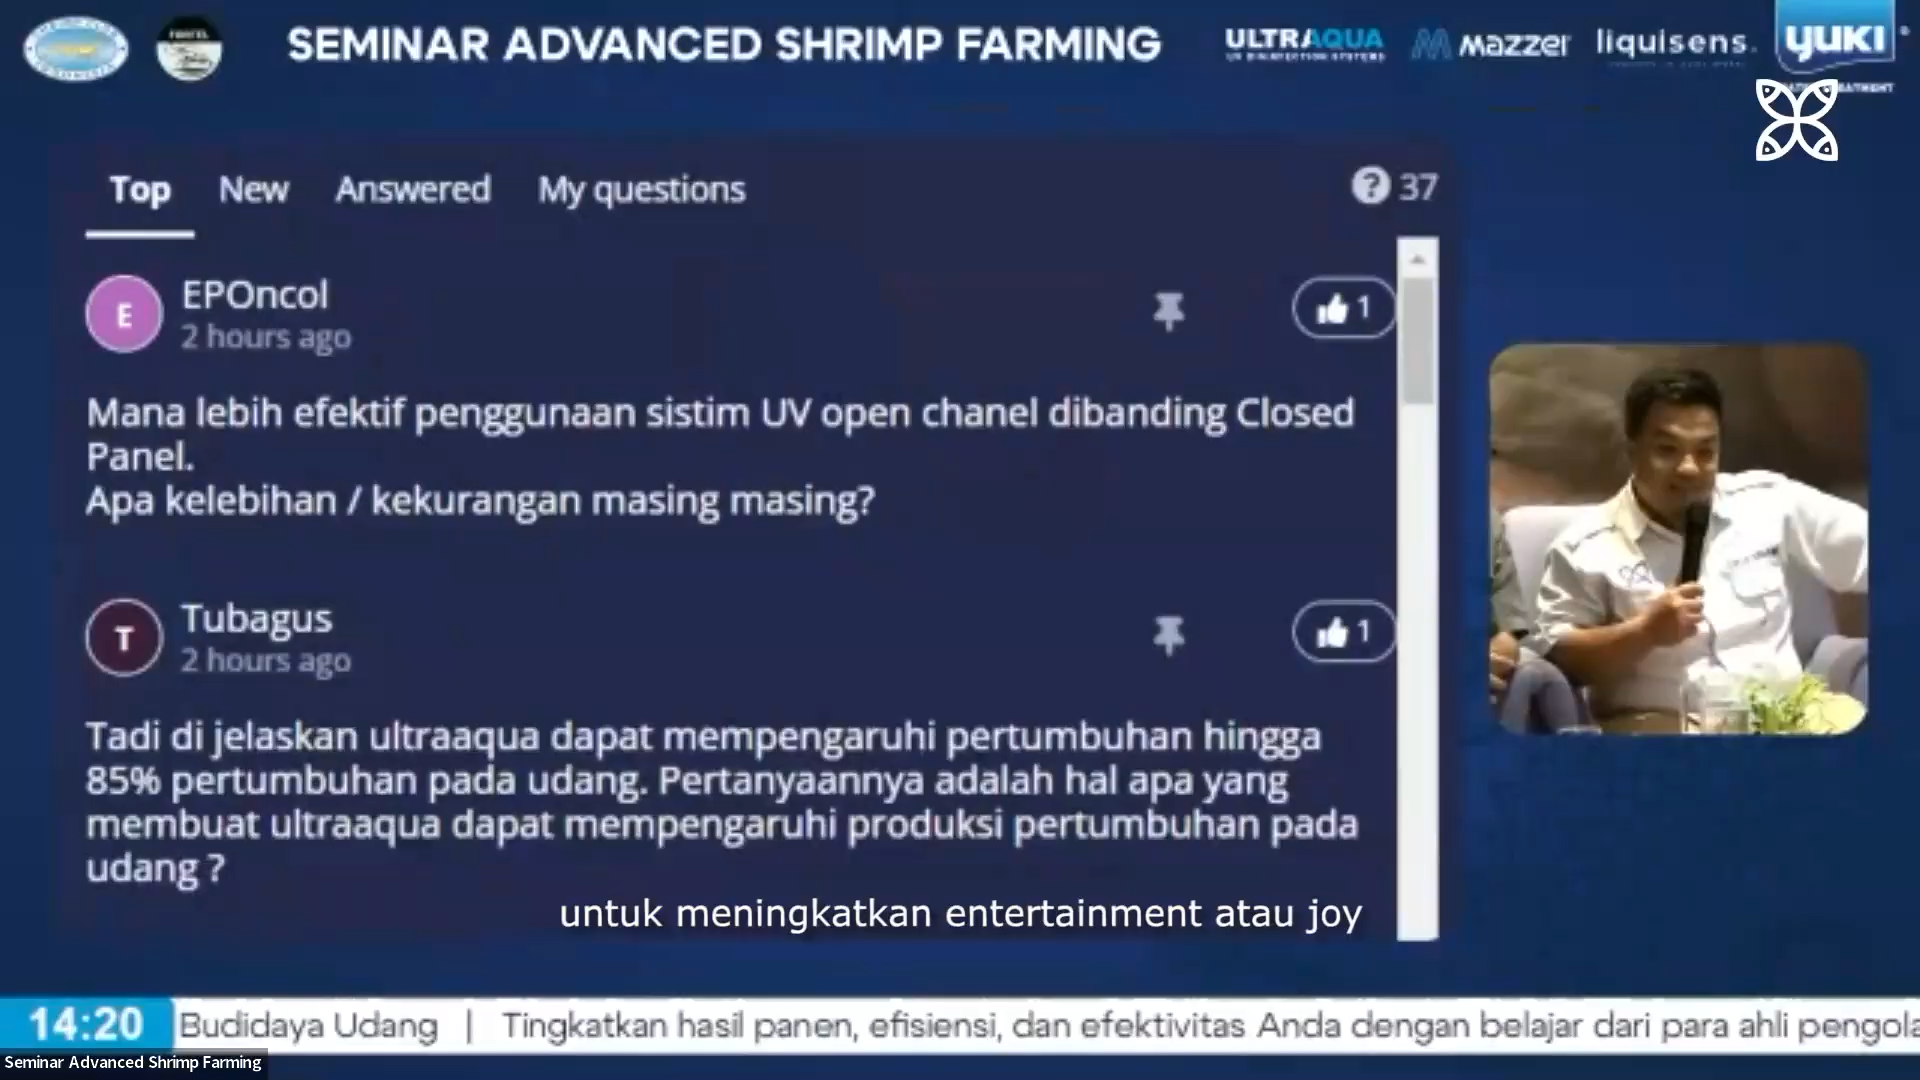 SEMINAR ADVANCED SHRIMP FARMING
ULTRAAQUA
UV DISINFECTION SYSTEMS
mazzer
liquisens.
yuki
Top New Answered My questions
? 37
E
EPOncol
2 hours ago
1
Mana lebih efektif penggunaan sistim UV open chanel dibanding Closed
Panel.
Apa kelebihan / kekurangan masing masing?
T
Tubagus
2 hours ago
1
Tadi di jelaskan ultraaqua dapat mempengaruhi pertumbuhan hingga
85% pertumbuhan pada udang. Pertanyaannya adalah hal apa yang
membuat ultraaqua dapat mempengaruhi produksi pertumbuhan pada
udang ?
untuk meningkatkan entertainment atau joy
14:20 Budidaya Udang | Tingkatkan hasil panen, efisiensi, dan efektivitas Anda dengan belajar dari para ahli pengola
Seminar Advanced Shrimp Farming